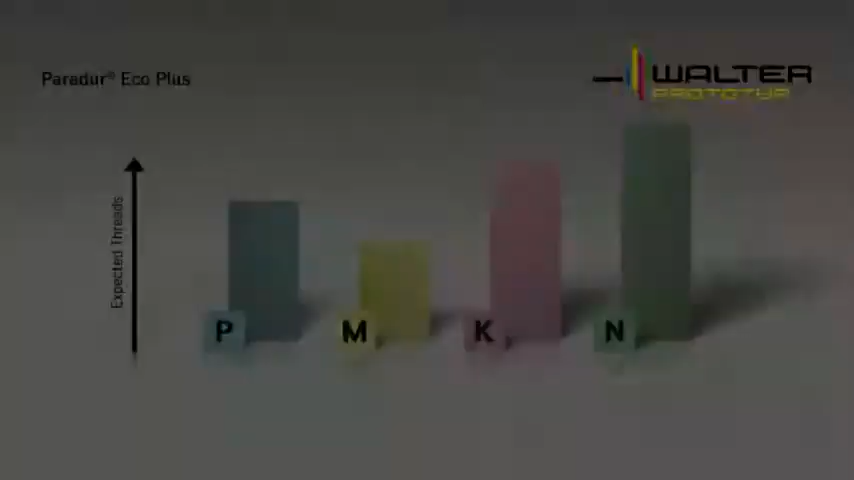 Paradur® Eco Plus
WALTER
PROTOTYP
Expected Threads
P
M
K
N